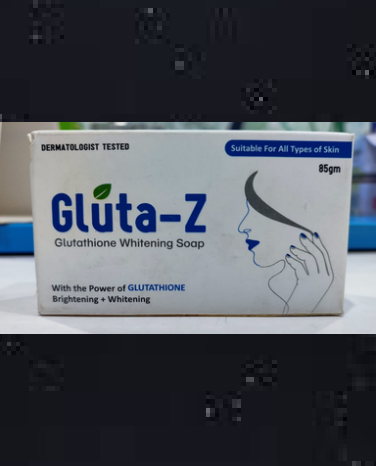 DERMATOLOGIST TESTED
Suitable For All Types of Skin
85gm
Gluta-Z
Glutathione Whitening Soap
With the Power of GLUTATHIONE
Brightening + Whitening